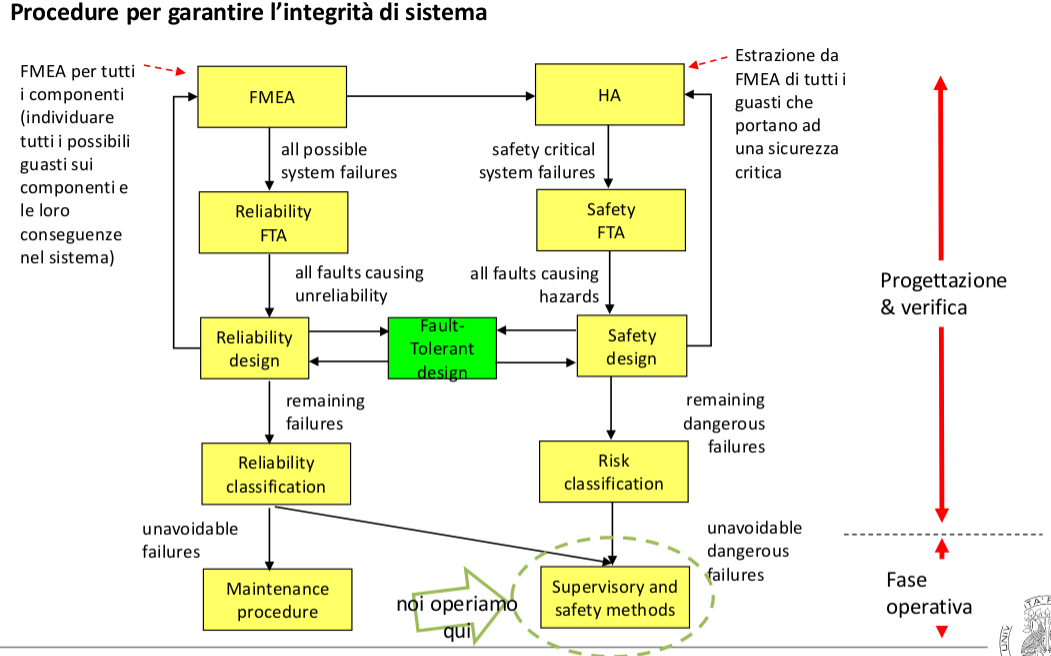 Procedure per garantire l'integrità di sistema
FMEA per tutti
i componenti
(individuare
tutti i possibili
guasti sui
componenti e
le loro
conseguenze
nel sistema)
FMEA
HA
Estrazione da
FMEA di tutti i
guasti che
portano ad
una sicurezza
critica
all possible
system failures
safety critical
system failures
Reliability
FTA
Safety
FTA
all faults causing
unreliability
all faults causing
hazards
Progettazione
& verifica
Reliability
design
Fault-
Tolerant
design
Safety
design
remaining
failures
remaining
dangerous
failures
Reliability
classification
Risk
classification
unavoidable
failures
unavoidable
dangerous
failures
Maintenance
procedure
noi operiamo
qui
Supervisory and
safety methods
Fase
operativa